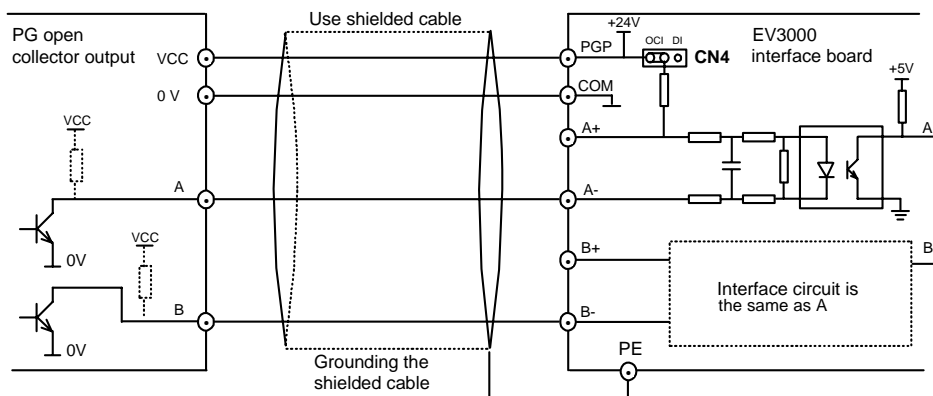 Use shielded cable
PG open
collector output
VCC
0 V
VCC
A
0V
VCC
B
0V
Grounding the
shielded cable
+24V
PGP
OCI DI
CN4
EV3000
interface board
COM
+5V
A+
A
A-
B+
B
Interface circuit is
the same as A
B-
PE